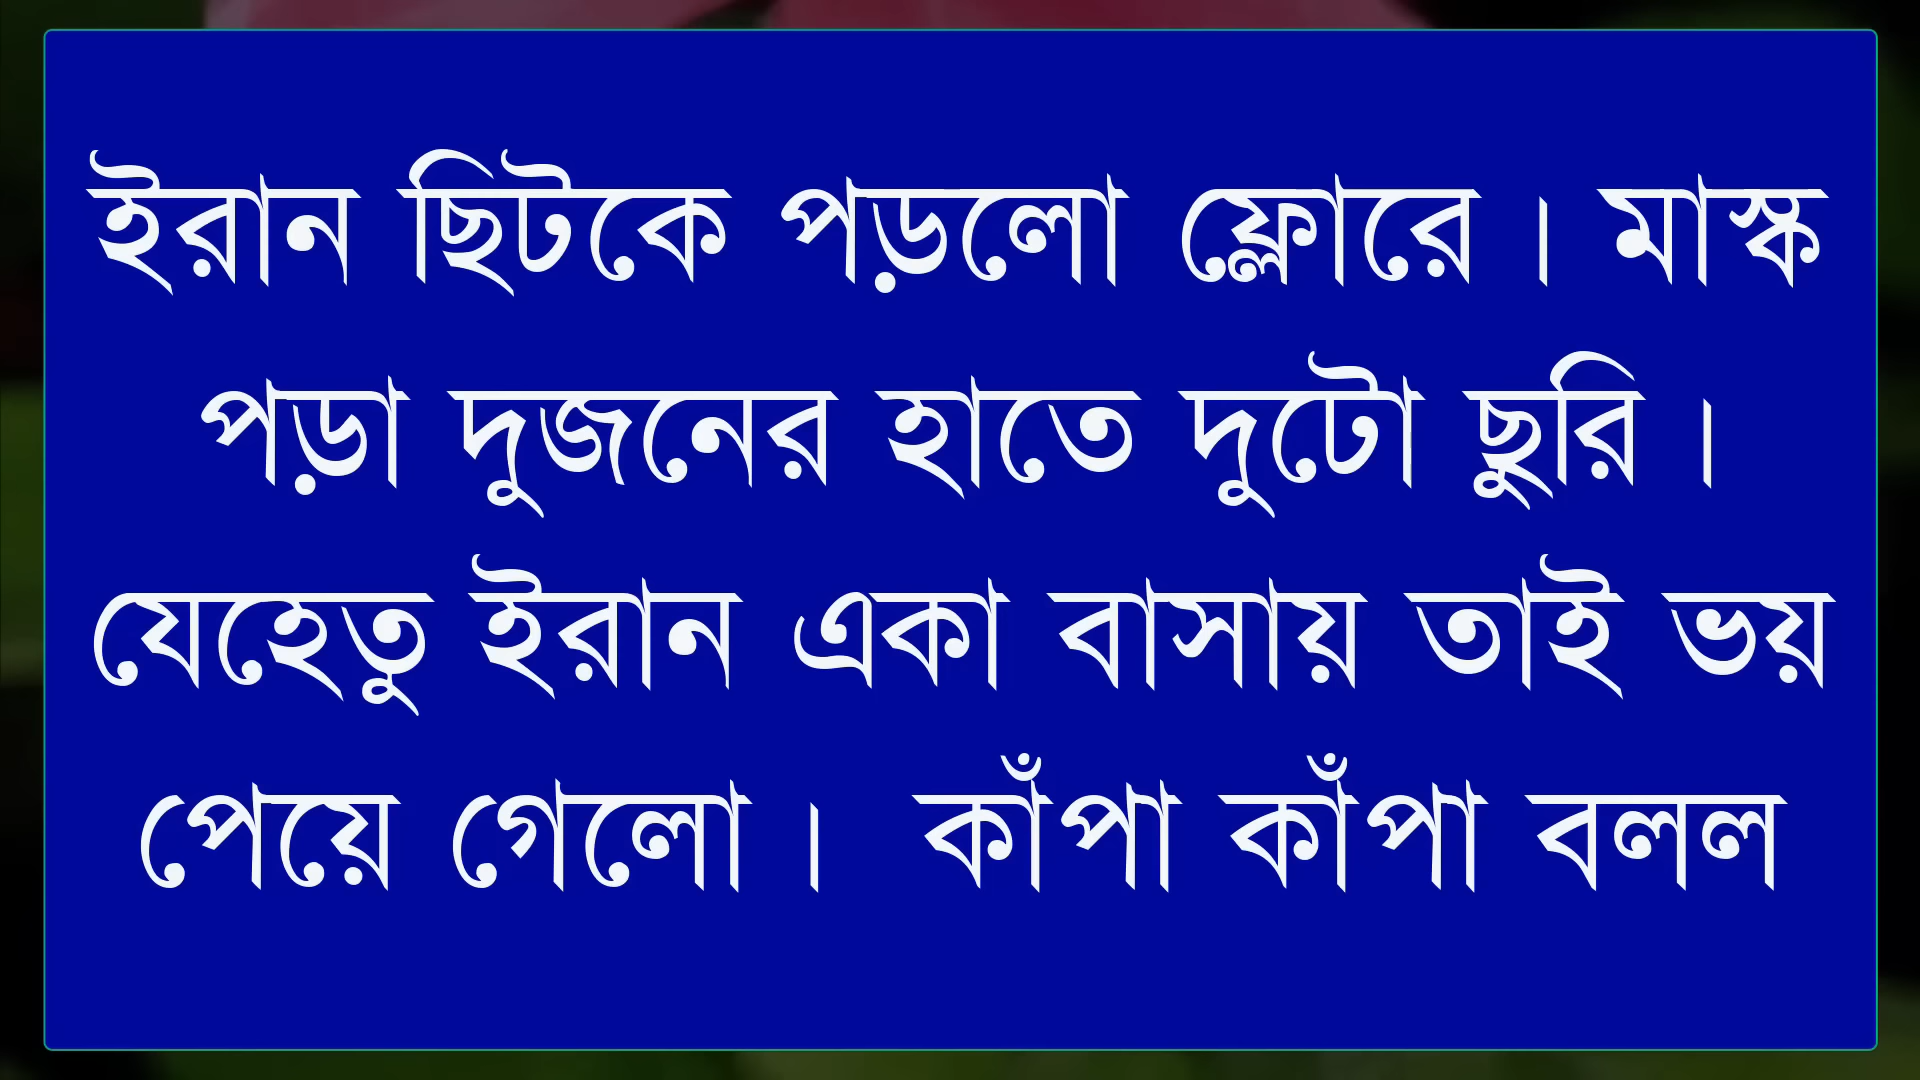 ইরান ছিটকে পড়লো ফ্লোরে। মাস্ক
পড়া দুজনের হাতে দুটো ছুরি।
যেহেতু ইরান একা বাসায় তাই ভয়
পেয়ে গেলো। কাঁপা কাঁপা বলল